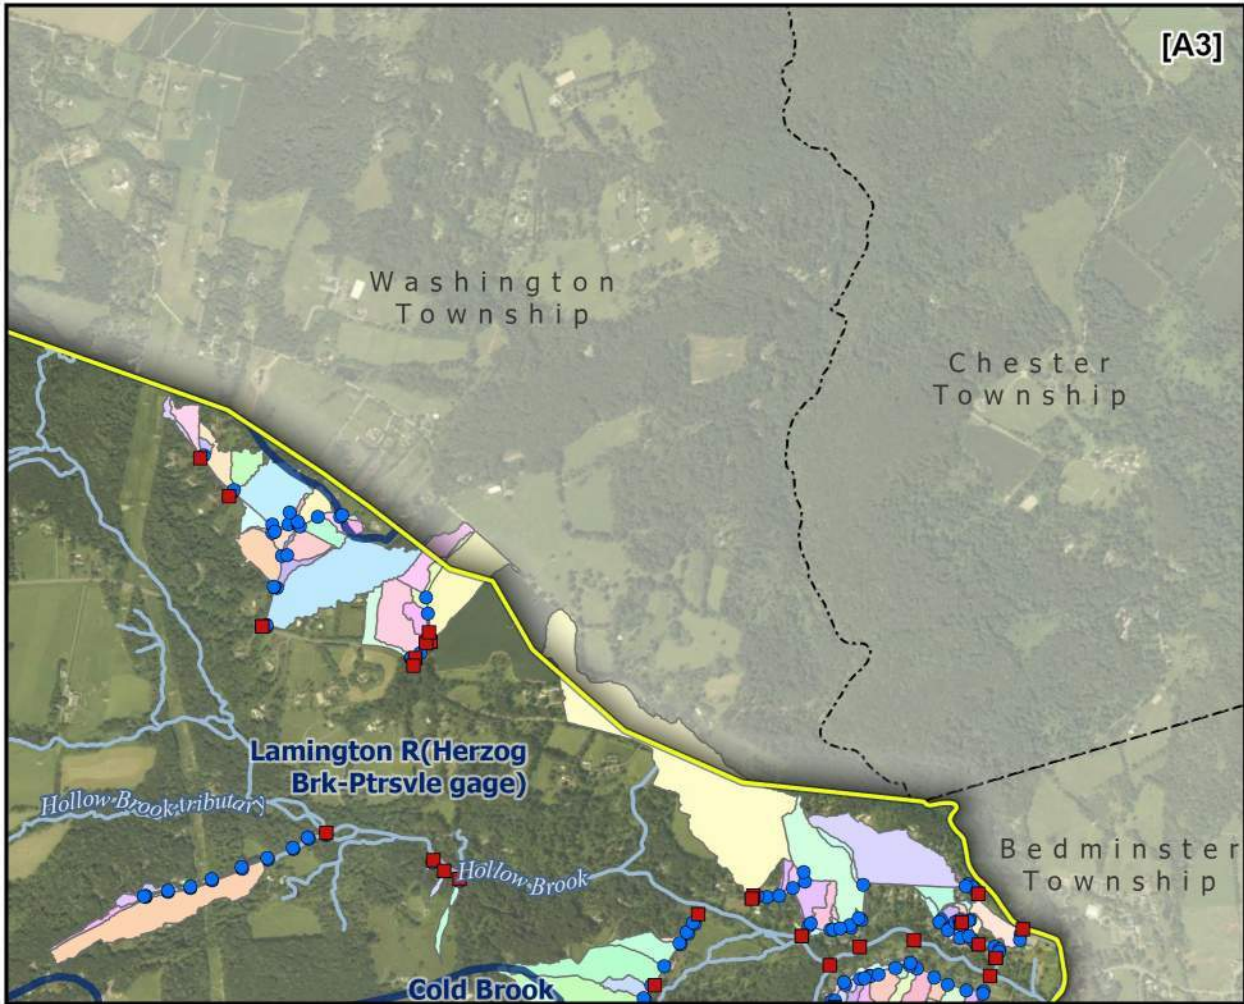 [A3]
Washington
Township
Chester
Township
Lamington R(Herzog
Brk-Ptrsvle gage)
Hollow Brook tributary
Hollow Brook
Bedminster
Township
Cold Brook